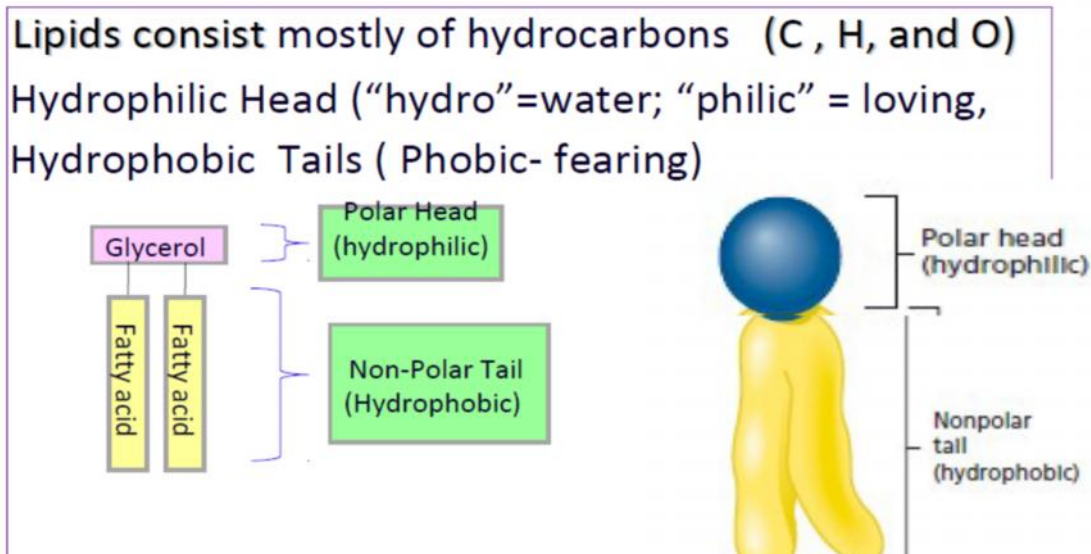 Lipids consist mostly of hydrocarbons (C , H, and O)
Hydrophilic Head (“hydro”=water; “philic” = loving,
Hydrophobic Tails ( Phobic- fearing)
Glycerol
Polar Head
(hydrophilic)
Fatty acid
Fatty acid
Non-Polar Tail
(Hydrophobic)
Polar head
(hydrophilic)
Nonpolar
tail
(hydrophobic)